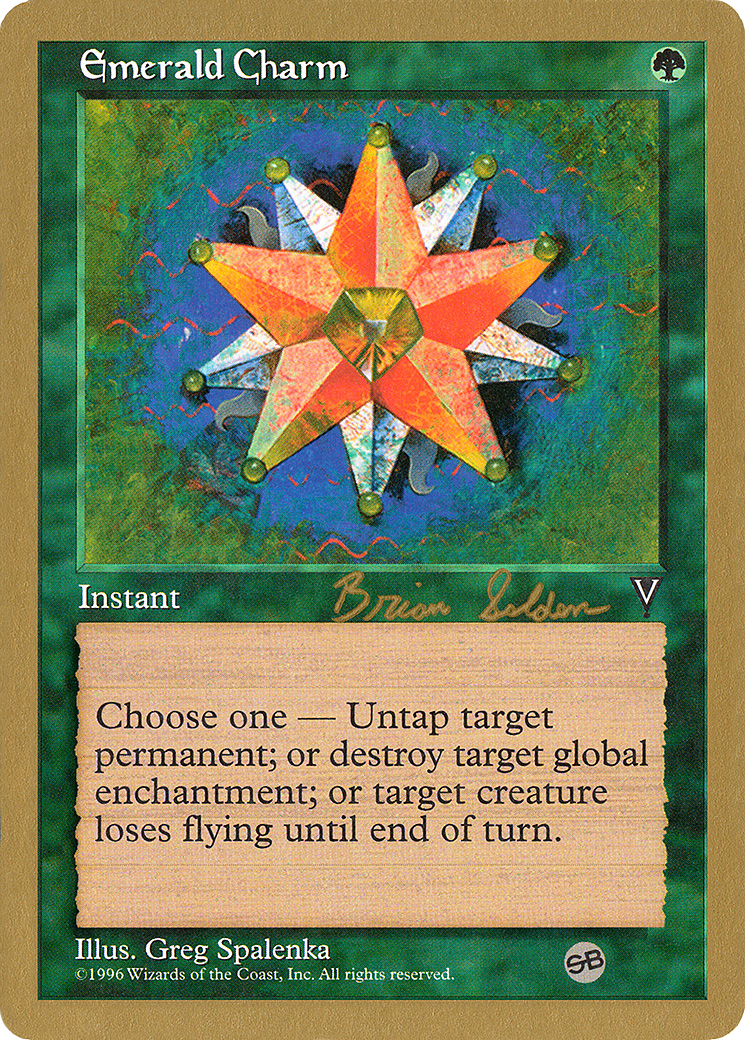 Emerald Charm
Instant
Brian Selden
V
Choose one — Untap target
permanent; or destroy target global
enchantment; or target creature
loses flying until end of turn.
Illus. Greg Spalenka
©1996 Wizards of the Coast, Inc. All rights reserved.
SB